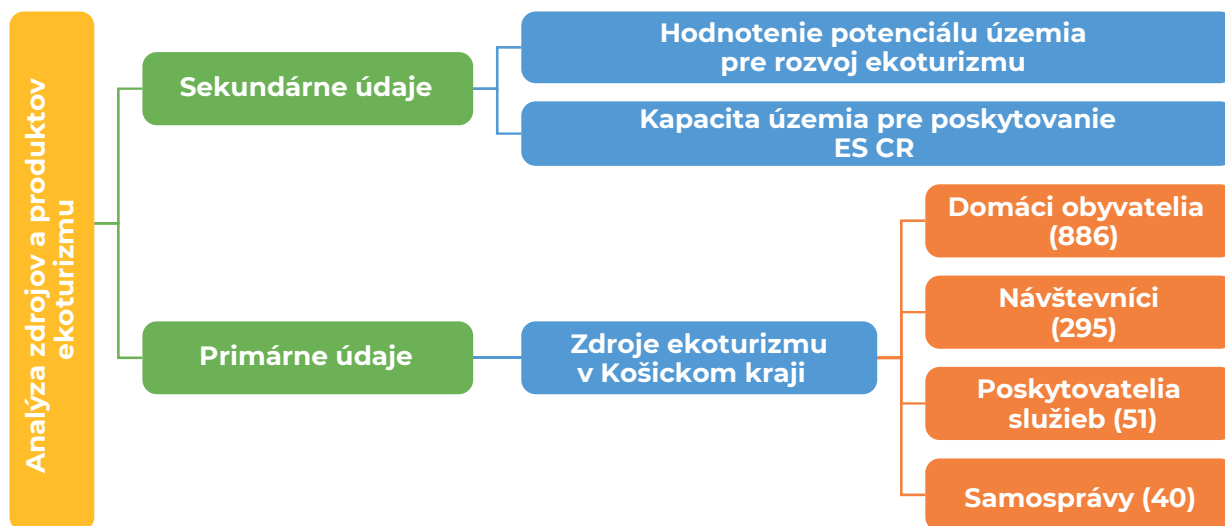 Analýza zdrojov a produktov
ekoturizmu
Sekundárne údaje
Hodnotenie potenciálu územia
pre rozvoj ekoturizmu
Kapacita územia pre poskytovanie
ES CR
Primárne údaje
Zdroje ekoturizmu
v Košickom kraji
Domáci obyvatelia
(886)
Návštevníci
(295)
Poskytovatelia
služieb (51)
Samosprávy (40)